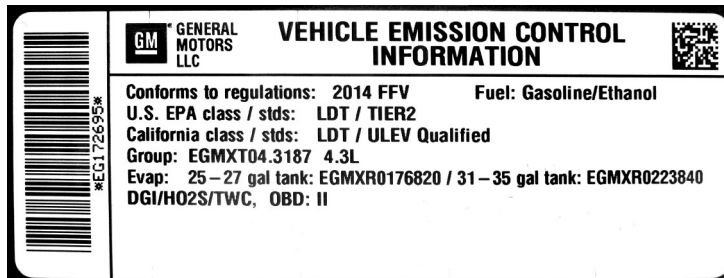 *EG172695*
GM
GENERAL
MOTORS
LLC
VEHICLE EMISSION CONTROL
INFORMATION
Conforms to regulations: 2014 FFV Fuel: Gasoline/Ethanol
U.S. EPA class / stds: LDT / TIER2
California class / stds: LDT / ULEV Qualified
Group: EGMXT04.3187 4.3L
Evap: 25-27 gal tank: EGMXR0176820 / 31-35 gal tank: EGMXR0223840
DGI/HO2S/TWC, OBD: II